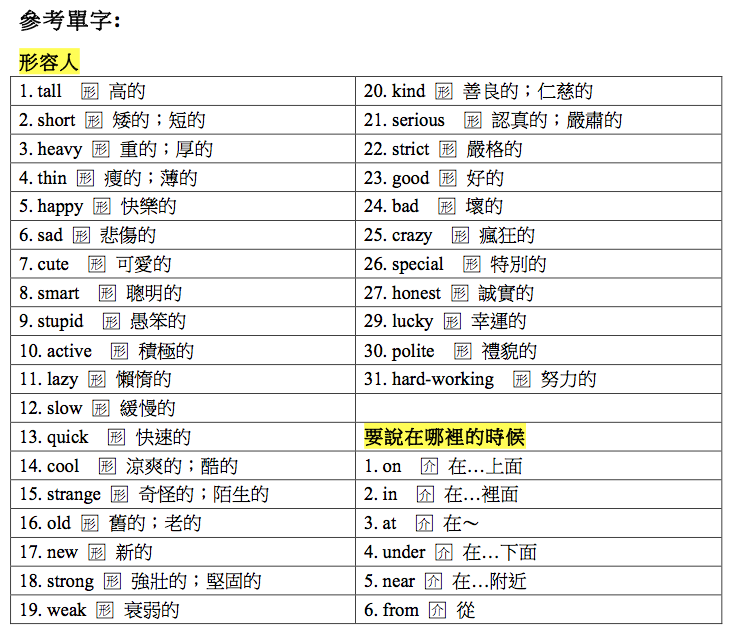 參考單字:
形容人
1. tall 形 高的
2. short 形 矮的；短的
3. heavy 形 重的；厚的
4. thin 形 瘦的；薄的
5. happy 形 快樂的
6. sad 形 悲傷的
7. cute 形 可愛的
8. smart 形 聰明的
9. stupid 形 愚笨的
10. active 形 積極的
11. lazy 形 懶惰的
12. slow 形 緩慢的
13. quick 形 快速的
14. cool 形 涼爽的；酷的
15. strange 形 奇怪的；陌生的
16. old 形 舊的；老的
17. new 形 新的
18. strong 形 強壯的；堅固的
19. weak 形 衰弱的
20. kind 形 善良的；仁慈的
21. serious 形 認真的；嚴肅的
22. strict 形 嚴格的
23. good 形 好的
24. bad 形 壞的
25. crazy 形 瘋狂的
26. special 形 特別的
27. honest 形 誠實的
29. lucky 形 幸運的
30. polite 形 禮貌的
31. hard-working 形 努力的
要說在哪裡的時候
1. on 介 在…上面
2. in 介 在…裡面
3. at 介 在～
4. under 介 在…下面
5. near 介 在…附近
6. from 介 從